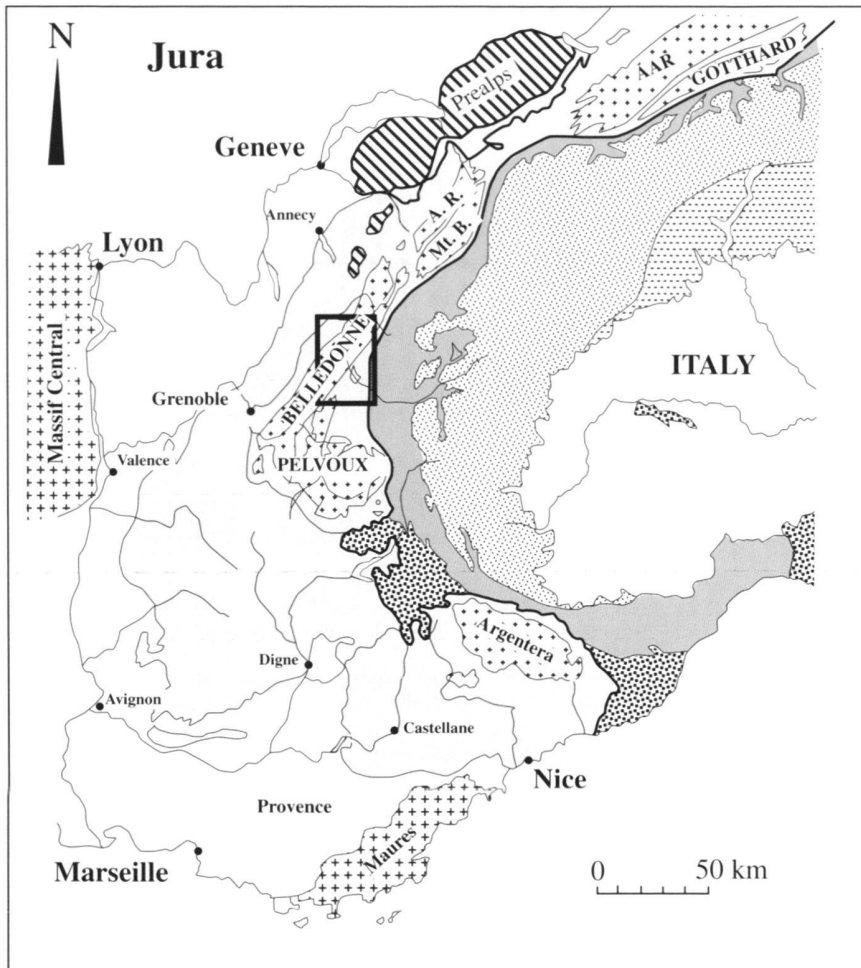 N
Jura
Prealps
AAR
GOTTHARD
Geneve
Annecy
A. R.
Mt. B.
Lyon
Massif Central
BELLEDONNE
ITALY
Grenoble
Valence
PELVOUX
Argentera
Digne
Avignon
Castellane
Nice
Provence
Maures
Marseille
0 50 km